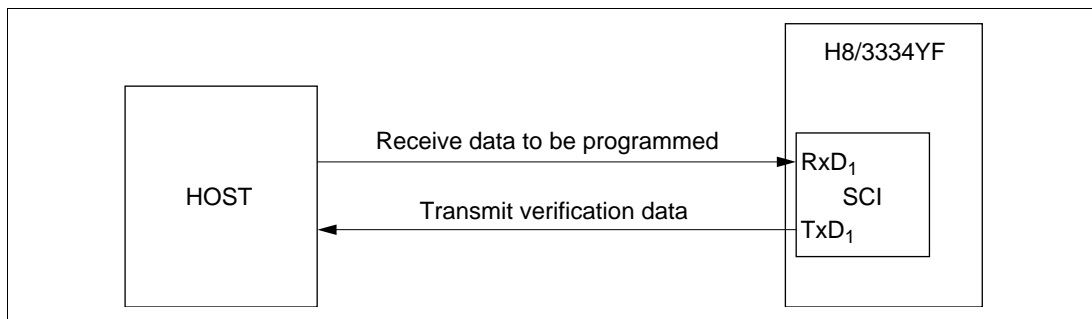 H8/3334YF
Receive data to be programmed
RxD₁
HOST
SCI
Transmit verification data
TxD₁